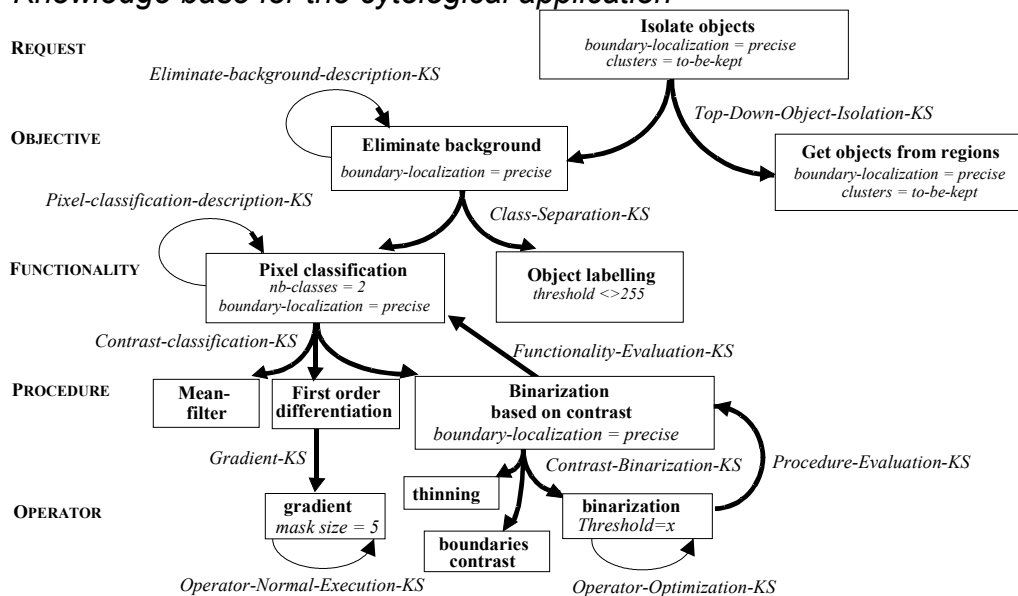 Knowledge base for the cytological application
Isolate objects
REQUEST
boundary-localization = precise
clusters = to-be-kept
Eliminate-background-description-KS
Top-Down-Object-Isolation-KS
OBJECTIVE
Eliminate background
boundary-localization = precise
Get objects from regions
boundary-localization = precise
clusters = to-be-kept
Pixel-classification-description-KS
Class-Separation-KS
FUNCTIONALITY
Pixel classification
nb-classes = 2
boundary-localization = precise
Object labelling
threshold <>255
Contrast-classification-KS
Functionality-Evaluation-KS
PROCEDURE
Mean-
filter
First order
differentiation
Binarization
based on contrast
boundary-localization = precise
Gradient-KS
Contrast-Binarization-KS
Procedure-Evaluation-KS
thinning
OPERATOR
gradient
mask size = 5
binarization
Threshold=x
boundaries
contrast
Operator-Normal-Execution-KS
Operator-Optimization-KS